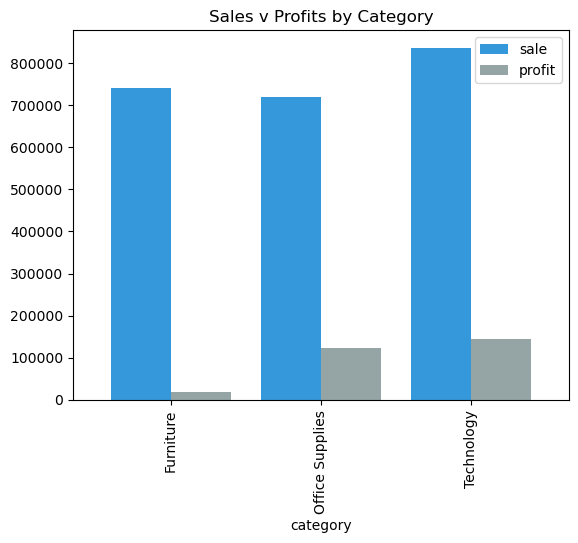 Sales v Profits by Category
sale
profit
800000
700000
600000
500000
400000
300000
200000
100000
0
Furniture
Office Supplies
Technology
category